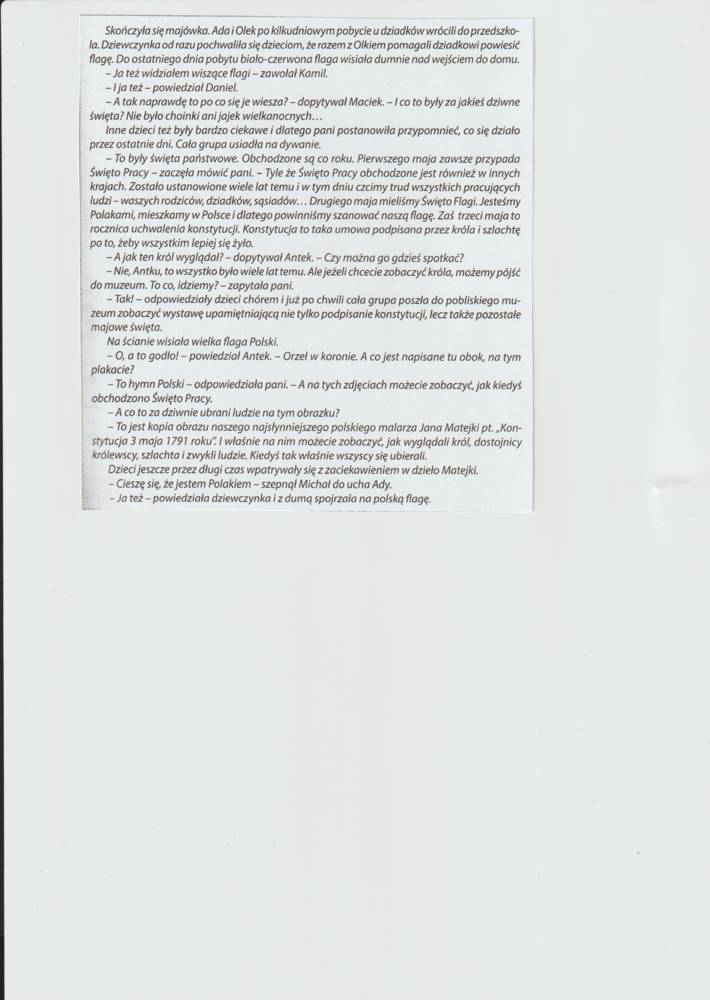 Skończyła się majówka. Ada i Olek po kilkudniowym pobycie u dziadków wrócili do przedszko-
la. Dziewczynka od razu pochwaliła się dzieciom, że razem z Olkiem pomagali dziadkowi powiesić
flagę. Do ostatniego dnia pobytu biało-czerwona flaga wisiała dumnie nad wejściem do domu.
– Ja też widziałem wiszące flagi – zawołał Kamil.
– I ja też – powiedział Daniel.
– A tak naprawdę to po co się je wiesza? – dopytywał Maciek. – I co to były za jakieś dziwne
święta? Nie było choinki ani jajek wielkanocnych…
Inne dzieci też były bardzo ciekawe i dlatego pani postanowiła przypomnieć, co się działo
przez ostatnie dni. Cała grupa usiadła na dywanie.
– To były święta państwowe. Obchodzone są co roku. Pierwszego maja zawsze przypada
Święto Pracy – zaczęła mówić pani. – Tyle że Święto Pracy obchodzone jest również w innych
krajach. Zostało ustanowione wiele lat temu i w tym dniu czcimy trud wszystkich pracujących
ludzi – waszych rodziców, dziadków, sąsiadów… Drugiego maja mieliśmy Święto Flagi. Jesteśmy
Polakami, mieszkamy w Polsce i dlatego powinniśmy szanować naszą flagę. Zaś trzeci maja to
rocznica uchwalenia konstytucji. Konstytucja to taka umowa podpisana przez króla i szlachtę
po to, żeby wszystkim lepiej się żyło.
– A jak ten król wyglądał? – dopytywał Antek. – Czy można go gdzieś spotkać?
– Nie, Antku, to wszystko było wiele lat temu. Ale jeżeli chcecie zobaczyć króla, możemy pójść
do muzeum. To co, idziemy? – zapytała pani.
– Tak! – odpowiedziały dzieci chórem i już po chwili cała grupa poszła do pobliskiego mu-
zeum zobaczyć wystawę upamiętniającą nie tylko podpisanie konstytucji, lecz także pozostałe
majowe święta.
Na ścianie wisiała wielka flaga Polski.
– O, a to godło! – powiedział Antek. – Orzeł w koronie. A co jest napisane tu obok, na tym
plakacie?
– To hymn Polski – odpowiedziała pani. – A na tych zdjęciach możecie zobaczyć, jak kiedyś
obchodzono Święto Pracy.
– A co to za dziwnie ubrani ludzie na tym obrazku?
– To jest kopia obrazu naszego najsłynniejszego polskiego malarza Jana Matejki pt. „Kon-
stytucja 3 maja 1791 roku”. I właśnie na nim możecie zobaczyć, jak wyglądali król, dostojnicy
królewscy, szlachta i zwykli ludzie. Kiedyś tak właśnie wszyscy się ubierali.
Dzieci jeszcze przez długi czas wpatrywały się z zaciekawieniem w dzieło Matejki.
– Cieszę się, że jestem Polakiem – szepnął Michał do ucha Ady.
– Ja też – powiedziała dziewczynka i z dumą spojrzała na polską flagę.